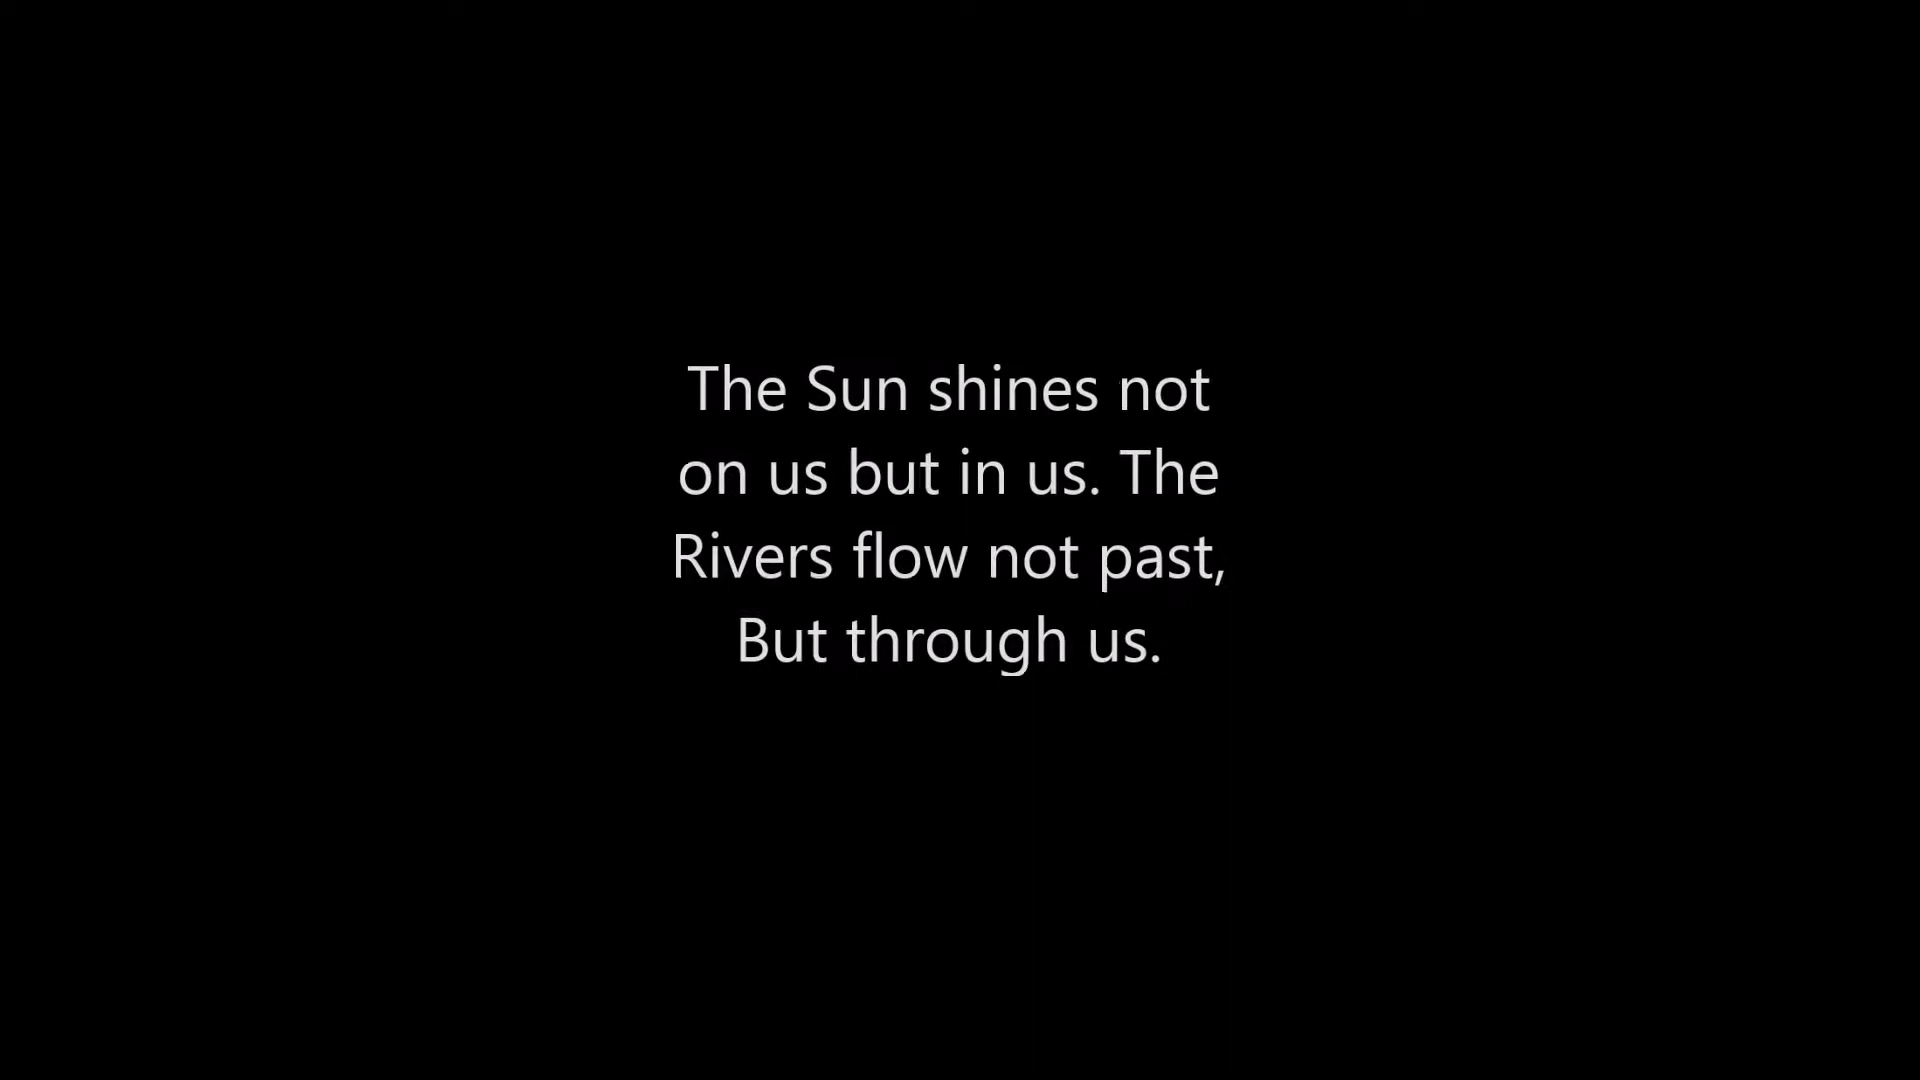 The Sun shines not
on us but in us. The
Rivers flow not past,
But through us.